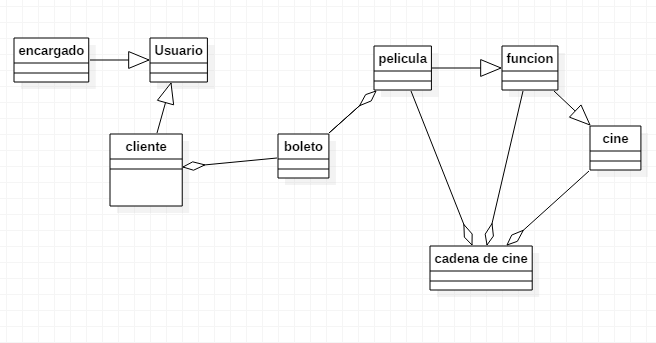 encargado
Usuario
pelicula
funcion
cliente
boleto
cine
cadena de cine